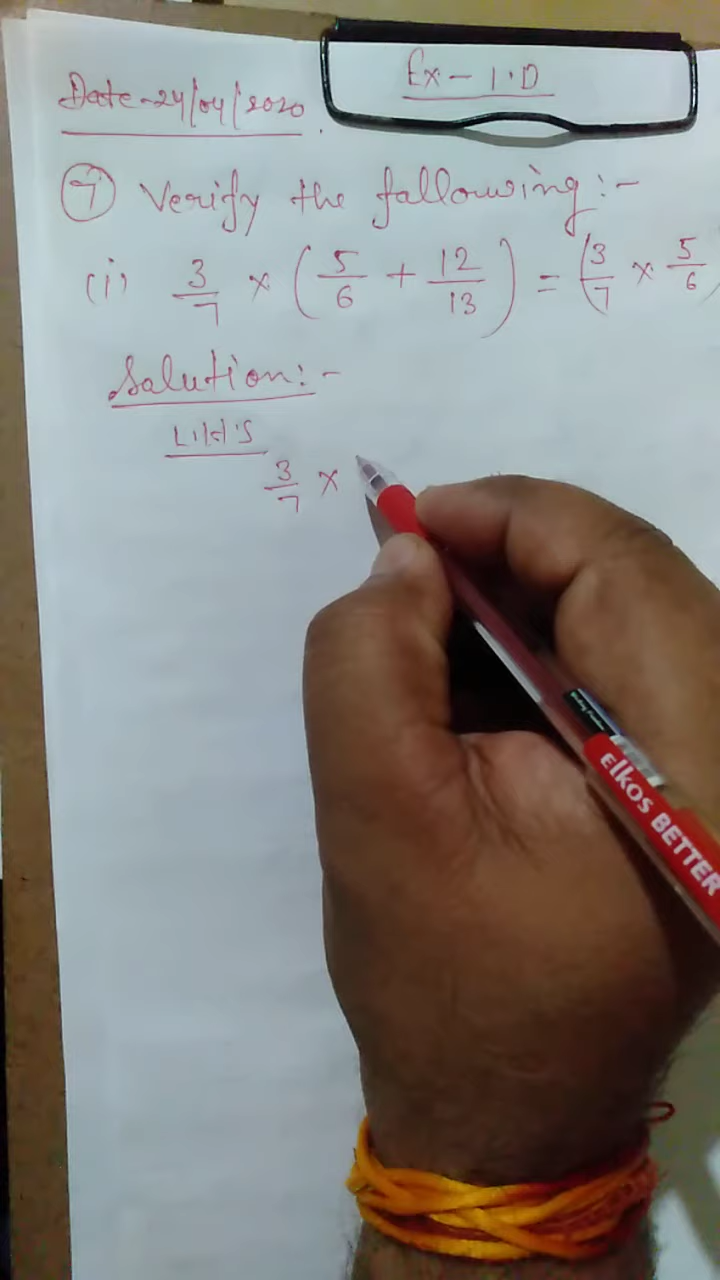 Ex - 1.D
Date-24/04/2020.
⑦ Verify the fallowing:-
(i) 3/7 × (5/6 + 12/13) = (3/7 × 5/6)
Salution:-
L.H.S
3/7 ×
elkos BETTER